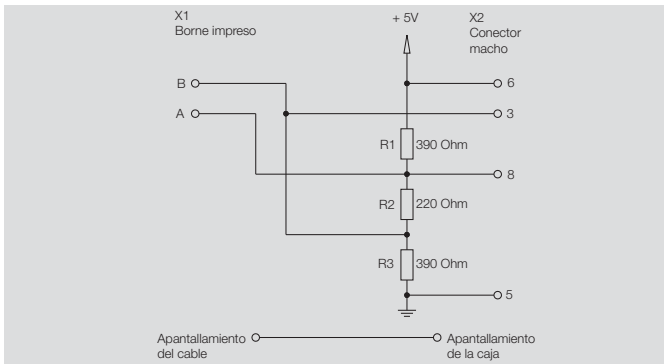 X1
Borne impreso
+ 5V
X2
Conector
macho
B
6
A
3
R1
390 Ohm
8
R2
220 Ohm
R3
390 Ohm
5
Apantallamiento
del cable
Apantallamiento
de la caja